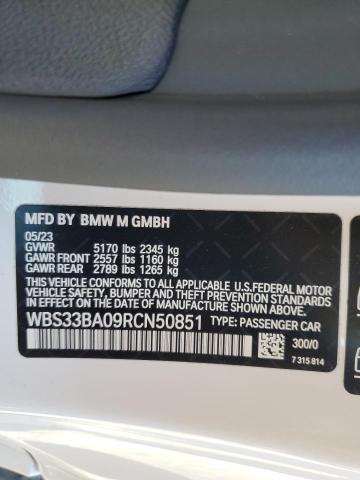 MFD BY BMW M GMBH
05/23
GVWR 5170 lbs 2345 kg
GAWR FRONT 2557 lbs 1160 kg
GAWR REAR 2789 lbs 1265 kg
THIS VEHICLE CONFORMS TO ALL APPLICABLE U.S. FEDERAL MOTOR
VEHICLE SAFETY, BUMPER, AND THEFT PREVENTION
STANDARDS IN EFFECT ON THE DATE OF MANUFACTURE SHOWN ABOVE.
WBS33BA09RCN50851 TYPE: PASSENGER CAR
300/0
7 315 814